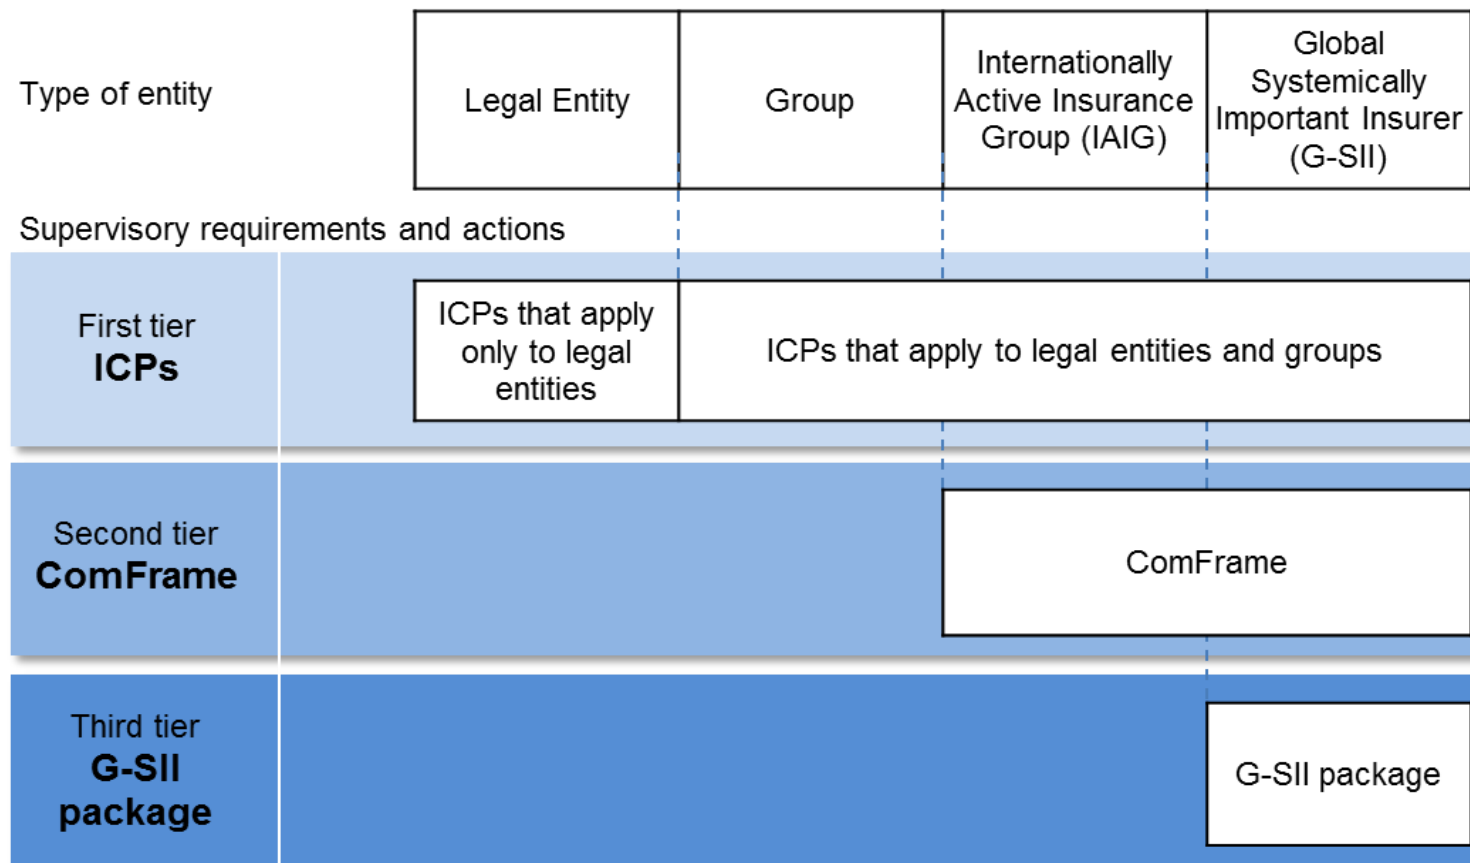 Type of entity
Legal Entity
Group
Internationally
Active Insurance
Group (IAIG)
Global
Systemically
Important Insurer
(G-SII)
Supervisory requirements and actions
First tier
ICPs
ICPs that apply
only to legal
entities
ICPs that apply to legal entities and groups
Second tier
ComFrame
ComFrame
Third tier
G-SII
package
G-SII package